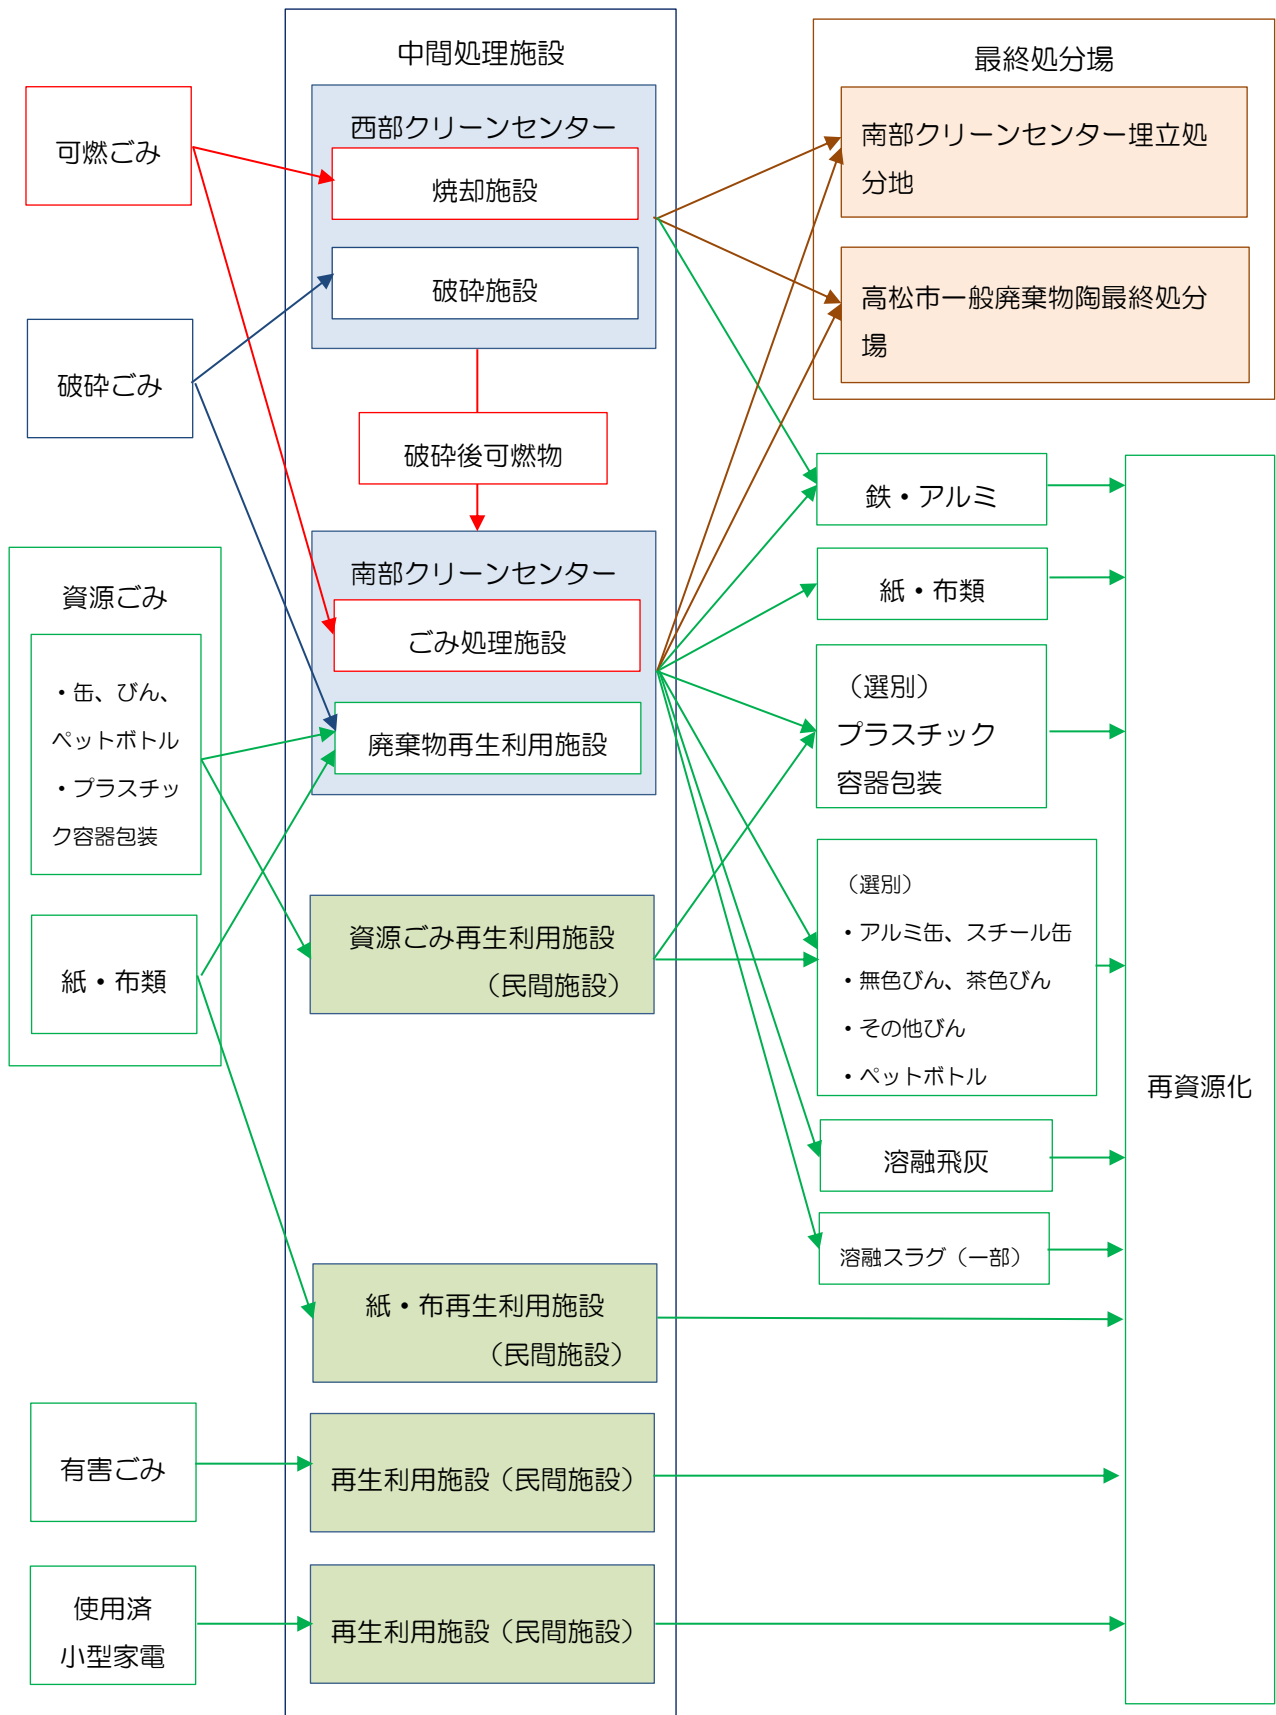 可燃ごみ
破砕ごみ
資源ごみ
・缶、びん、
ペットボトル
・プラスチッ
ク容器包装
紙・布類
有害ごみ
使用済
小型家電
中間処理施設
西部クリーンセンター
焼却施設
破砕施設
破砕後可燃物
南部クリーンセンター
ごみ処理施設
廃棄物再生利用施設
資源ごみ再生利用施設
（民間施設）
紙・布再生利用施設
（民間施設）
再生利用施設（民間施設）
再生利用施設（民間施設）
最終処分場
南部クリーンセンター埋立処
分地
高松市一般廃棄物陶最終処分
場
鉄・アルミ
紙・布類
（選別）
プラスチック
容器包装
（選別）
・アルミ缶、スチール缶
・無色びん、茶色びん
・その他びん
・ペットボトル
溶融飛灰
溶融スラグ（一部）
再資源化